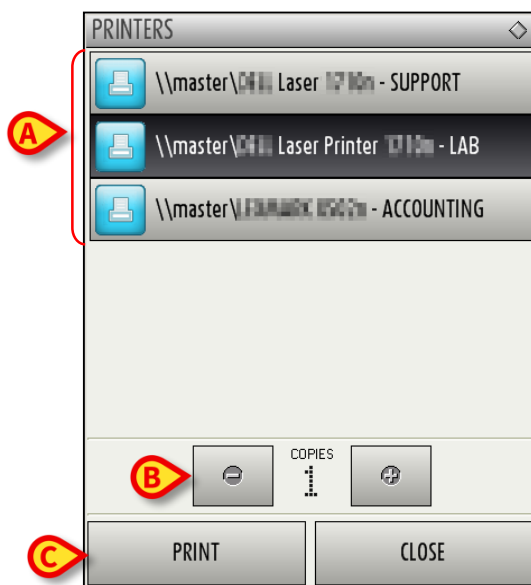 PRINTERS
\\master\ Laser - SUPPORT
A
\\master\ Laser Printer - LAB
\\master\ - ACCOUNTING
COPIES
B
1
C
PRINT
CLOSE